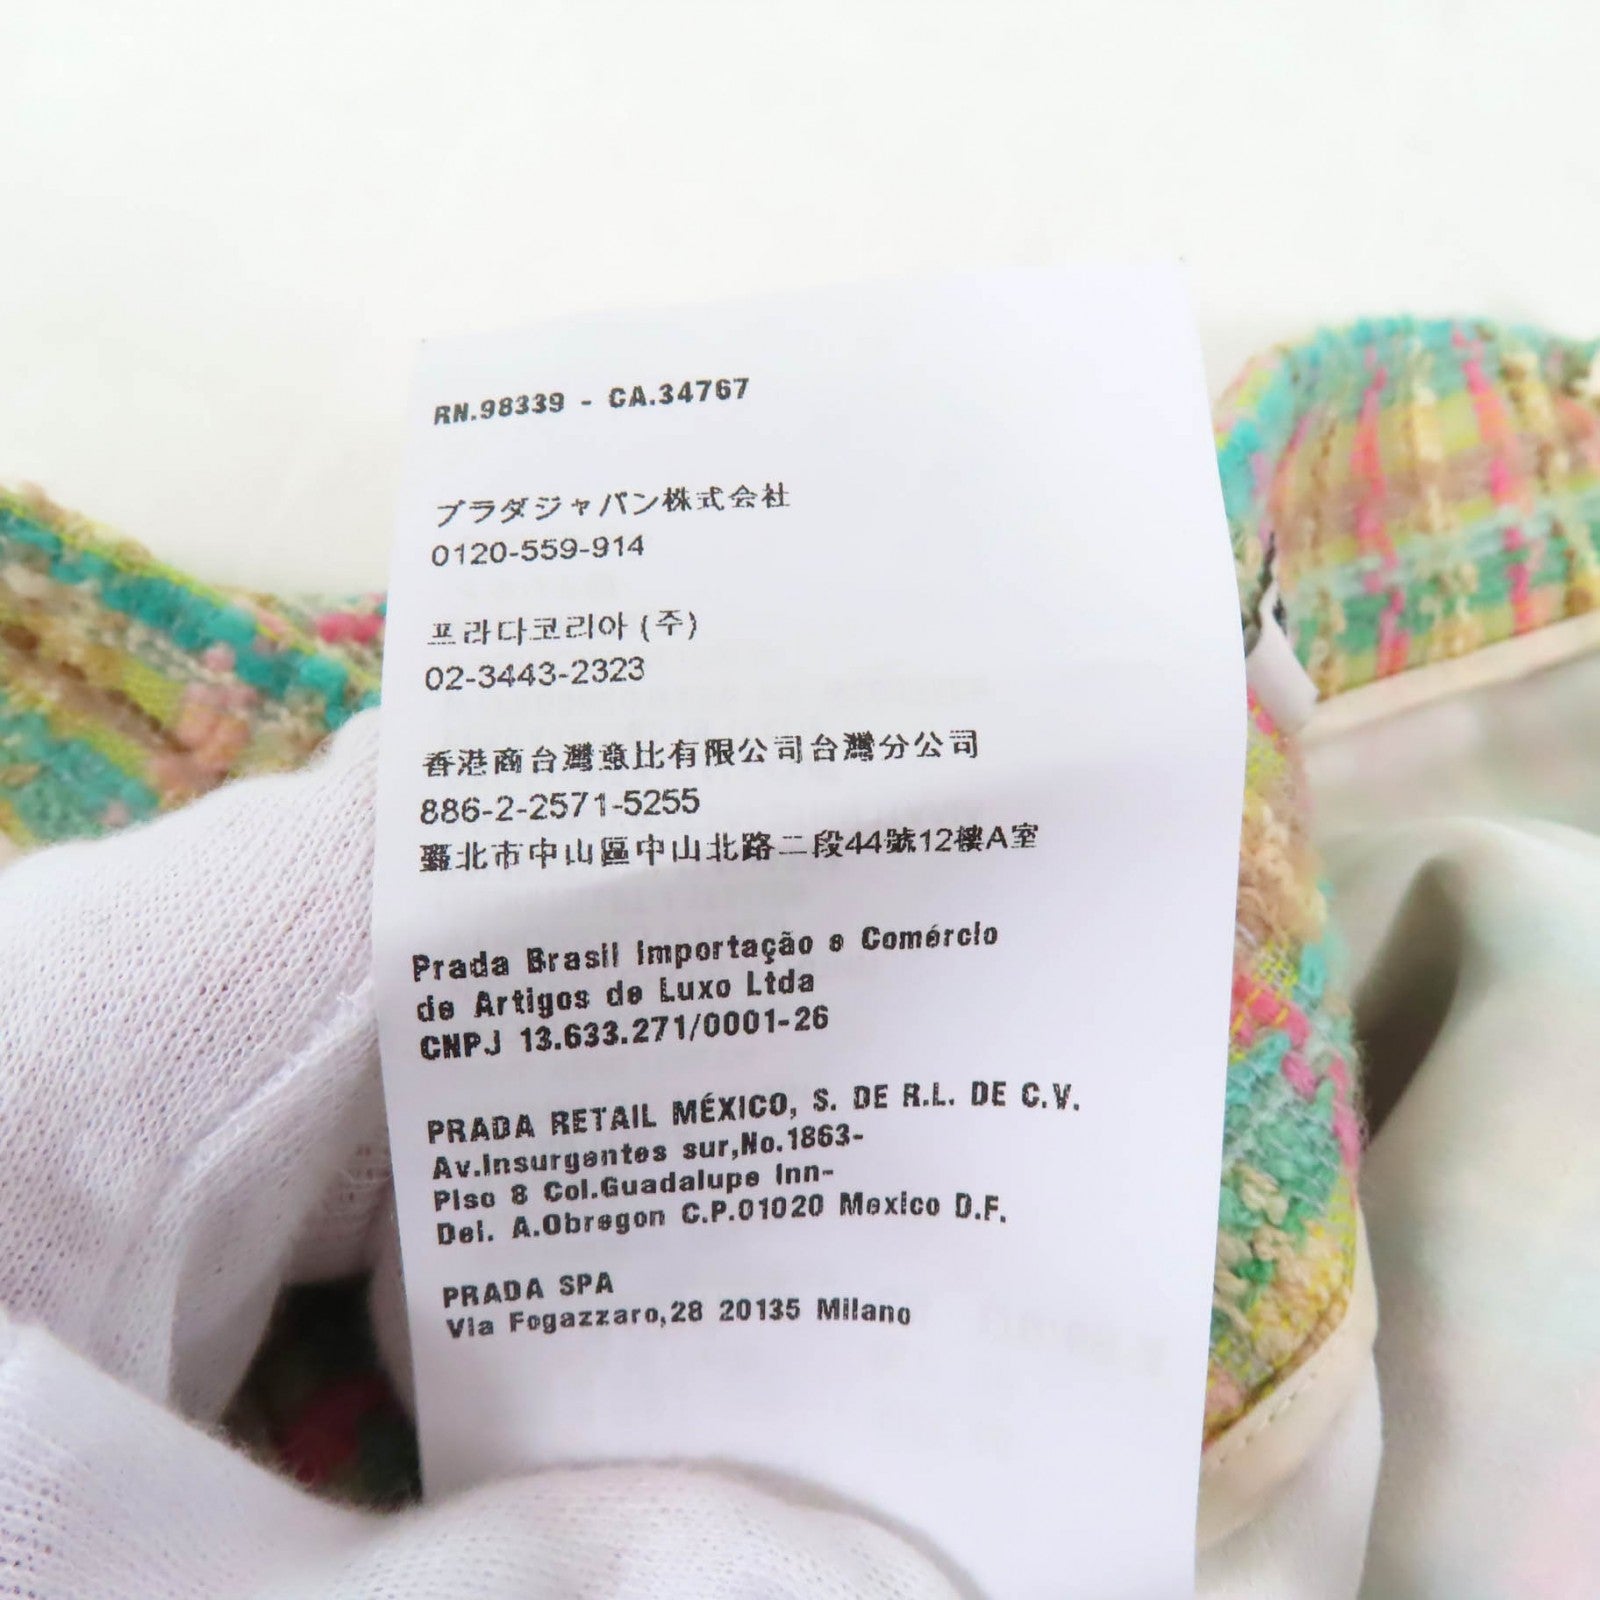 RN.98339 - CA.34767
プラダジャパン株式会社
0120-559-914
프라다코리아 (주)
02-3443-2323
香港商台灣意比有限公司台灣分公司
886-2-2571-5255
臺北市中山區中山北路二段44號12樓A室
Prada Brasil Importação e Comércio
de Artigos de Luxo Ltda
CNPJ 13.633.271/0001-26
PRADA RETAIL MÉXICO, S. DE R.L. DE C.V.
Av.Insurgentes sur,No.1863-
Piso 8 Col.Guadalupe Inn-
Del. A.Obregon C.P.01020 Mexico D.F.
PRADA SPA
Via Fogazzaro,28 20135 Milano